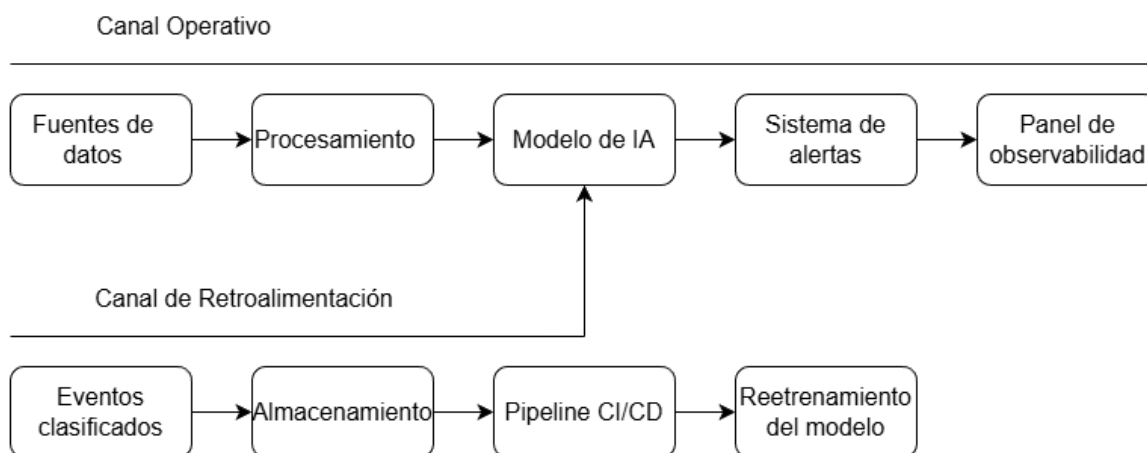 Canal Operativo
Fuentes de
datos
Procesamiento
Modelo de IA
Sistema de
alertas
Panel de
observabilidad
Canal de Retroalimentación
Eventos
clasificados
Almacenamiento
Pipeline CI/CD
Reetrenamiento
del modelo